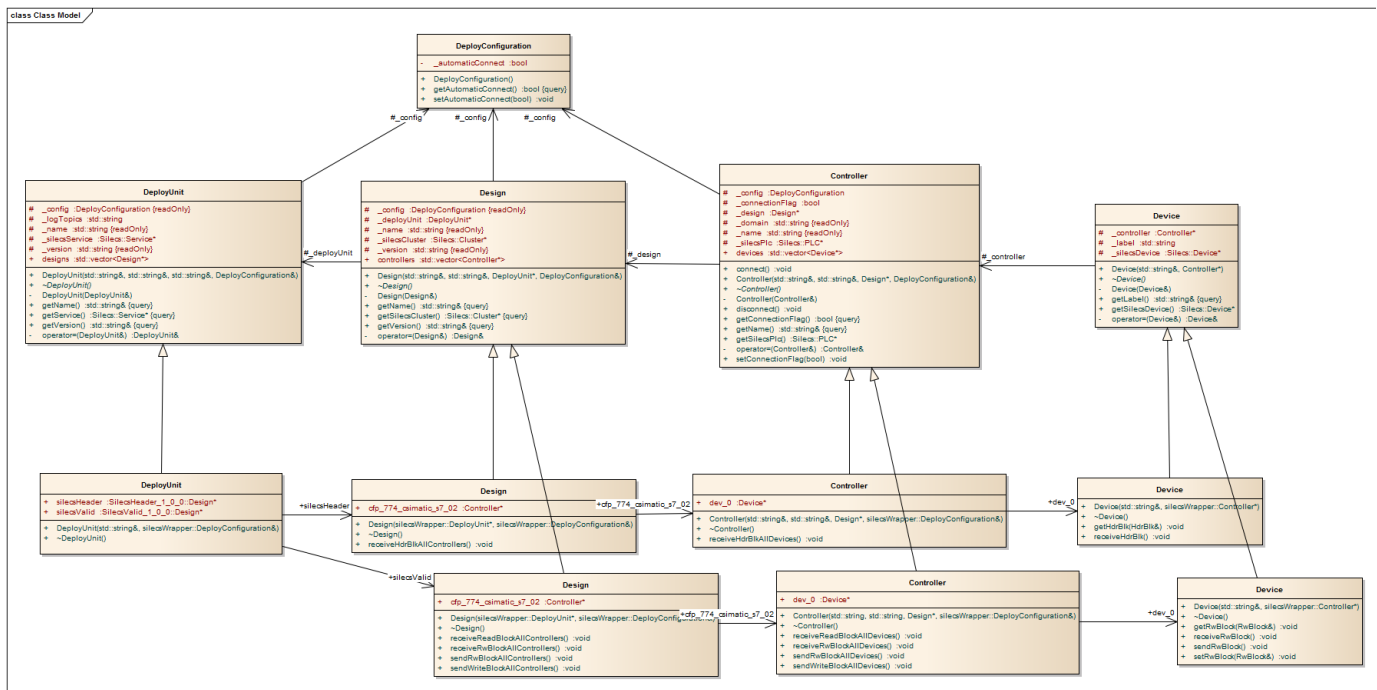 class Class Model
DeployConfiguration
- _automaticConnect :bool
+ DeployConfiguration()
+ getAutomaticConnect() :bool {query}
+ setAutomaticConnect(bool) :void
#_config
#_config
#_config
DeployUnit
# _config :DeployConfiguration {readOnly}
# _logTopics :std::string
# _name :std::string {readOnly}
# _silecsService :Silecs::Service*
# _version :std::string {readOnly}
+ designs :std::vector<Design*>
+ DeployUnit(std::string&, std::string&, std::string&, DeployConfiguration&)
+ ~DeployUnit()
- DeployUnit(DeployUnit&)
+ getName() :std::string& {query}
+ getService() :Silecs::Service* {query}
+ getVersion() :std::string& {query}
- operator=(DeployUnit&) :DeployUnit&
#_deployUnit
Design
# _config :DeployConfiguration {readOnly}
# _deployUnit :DeployUnit*
# _name :std::string {readOnly}
# _silecsCluster :Silecs::Cluster*
# _version :std::string {readOnly}
+ controllers :std::vector<Controller*>
+ Design(std::string&, std::string&, DeployUnit*, DeployConfiguration&)
+ ~Design()
- Design(Design&)
+ getName() :std::string& {query}
+ getSilecsCluster() :Silecs::Cluster* {query}
+ getVersion() :std::string& {query}
- operator=(Design&) :Design&
#_design
Controller
# _config :DeployConfiguration
# _connectionFlag :bool
# _design :Design*
# _domain :std::string {readOnly}
# _name :std::string {readOnly}
# _silecsPlc :Silecs::PLC*
+ devices :std::vector<Device*>
+ connect() :void
+ Controller(std::string&, std::string&, Design*, DeployConfiguration&)
+ ~Controller()
- Controller(Controller&)
+ disconnect() :void
+ getConnectionFlag() :bool {query}
+ getName() :std::string& {query}
+ getSilecsPlc() :Silecs::PLC*
- operator=(Controller&) :Controller&
+ setConnectionFlag(bool) :void
#_controller
Device
# _controller :Controller*
# _label :std::string
# _silecsDevice :Silecs::Device*
+ Device(std::string&, Controller*)
+ ~Device()
- Device(Device&)
+ getLabel() :std::string& {query}
+ getSilecsDevice() :Silecs::Device*
- operator=(Device&) :Device&
DeployUnit
+ silecsHeader :SilecsHeader_1_0_0::Design*
+ silecsValid :SilecsValid_1_0_0::Design*
+ DeployUnit(std::string&, silecsWrapper::DeployConfiguration&)
+ ~DeployUnit()
+silecsHeader
+silecsValid
Design
+ cfp_774_csimatic_s7_02 :Controller*
+ Design(silecsWrapper::DeployUnit*, silecsWrapper::DeployConfiguration&)
+ ~Design()
+ receiveHdrBlkAllControllers() :void
+cfp_774_csimatic_s7_02
Controller
+ dev_0 :Device*
+ Controller(std::string&, std::string&, Design*, silecsWrapper::DeployConfiguration&)
+ ~Controller()
+ receiveHdrBlkAllDevices() :void
+dev_0
Device
+ Device(std::string&, silecsWrapper::Controller*)
+ ~Device()
+ getHdrBlk(HdrBlk&) :void
+ receiveHdrBlk() :void
Design
+ cfp_774_csimatic_s7_02 :Controller*
+ Design(silecsWrapper::DeployUnit*, silecsWrapper::DeployConfiguration&)
+ ~Design()
+ receiveReadBlockAllControllers() :void
+ receiveRwBlockAllControllers() :void
+ sendRwBlockAllControllers() :void
+ sendWriteBlockAllControllers() :void
+cfp_774_csimatic_s7_02
Controller
+ dev_0 :Device*
+ Controller(std::string, std::string, Design*, silecsWrapper::DeployConfiguration&)
+ ~Controller()
+ receiveReadBlockAllDevices() :void
+ receiveRwBlockAllDevices() :void
+ sendRwBlockAllDevices() :void
+ sendWriteBlockAllDevices() :void
+dev_0
Device
+ Device(std::string&, silecsWrapper::Controller*)
+ ~Device()
+ getRwBlock(RwBlock&) :void
+ receiveRwBlock() :void
+ sendRwBlock() :void
+ setRwBlock(RwBlock&) :void